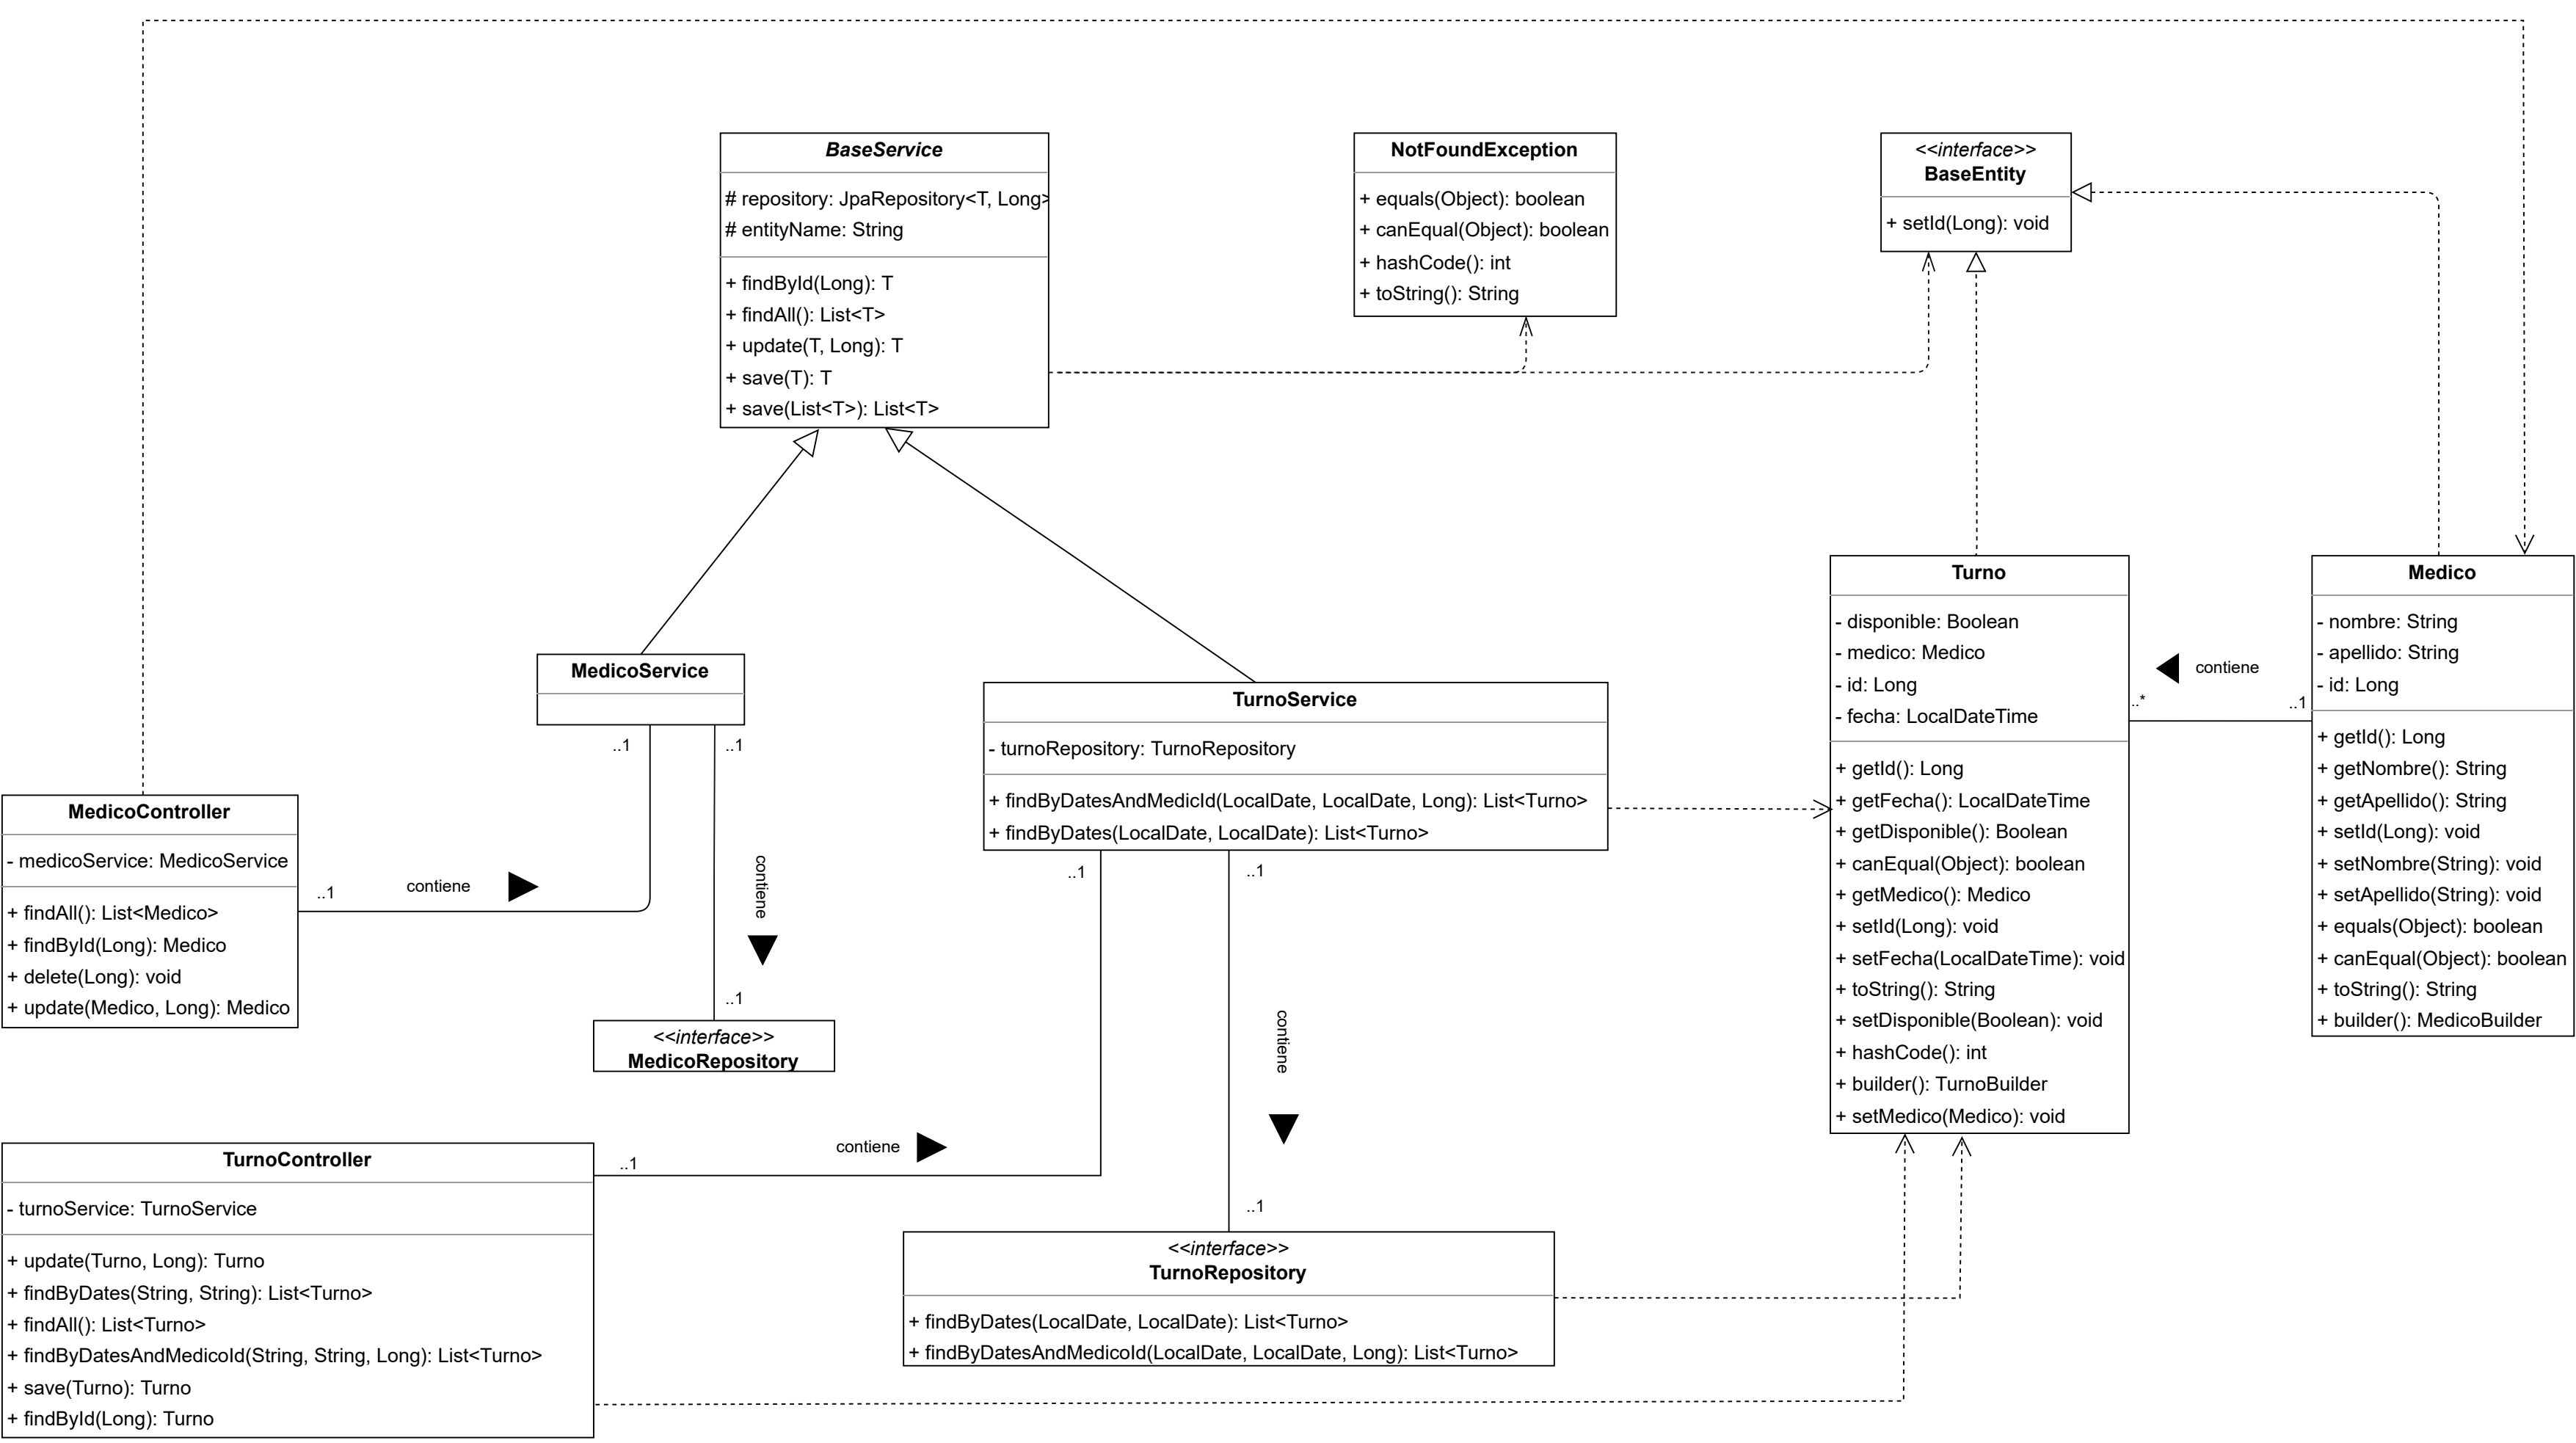 BaseService
# repository: JpaRepository<T, Long>
# entityName: String
+ findById(Long): T
+ findAll(): List<T>
+ update(T, Long): T
+ save(T): T
+ save(List<T>): List<T>
NotFoundException
+ equals(Object): boolean
+ canEqual(Object): boolean
+ hashCode(): int
+ toString(): String
<<interface>>
BaseEntity
+ setId(Long): void
MedicoService
..1
..1
contiene
..1
<<interface>>
MedicoRepository
MedicoController
- medicoService: MedicoService
+ findAll(): List<Medico>
+ findById(Long): Medico
+ delete(Long): void
+ update(Medico, Long): Medico
..1
contiene
TurnoService
- turnoRepository: TurnoRepository
+ findByDatesAndMedicId(LocalDate, LocalDate, Long): List<Turno>
+ findByDates(LocalDate, LocalDate): List<Turno>
..1
..1
contiene
..1
Turno
- disponible: Boolean
- medico: Medico
- id: Long
- fecha: LocalDateTime
+ getId(): Long
+ getFecha(): LocalDateTime
+ getDisponible(): Boolean
+ canEqual(Object): boolean
+ getMedico(): Medico
+ setId(Long): void
+ setFecha(LocalDateTime): void
+ toString(): String
+ setDisponible(Boolean): void
+ hashCode(): int
+ builder(): TurnoBuilder
+ setMedico(Medico): void
contiene
..*
..1
Medico
- nombre: String
- apellido: String
- id: Long
+ getId(): Long
+ getNombre(): String
+ getApellido(): String
+ setId(Long): void
+ setNombre(String): void
+ setApellido(String): void
+ equals(Object): boolean
+ canEqual(Object): boolean
+ toString(): String
+ builder(): MedicoBuilder
TurnoController
- turnoService: TurnoService
+ update(Turno, Long): Turno
+ findByDates(String, String): List<Turno>
+ findAll(): List<Turno>
+ findByDatesAndMedicoId(String, String, Long): List<Turno>
+ save(Turno): Turno
+ findById(Long): Turno
..1
contiene
<<interface>>
TurnoRepository
+ findByDates(LocalDate, LocalDate): List<Turno>
+ findByDatesAndMedicoId(LocalDate, LocalDate, Long): List<Turno>